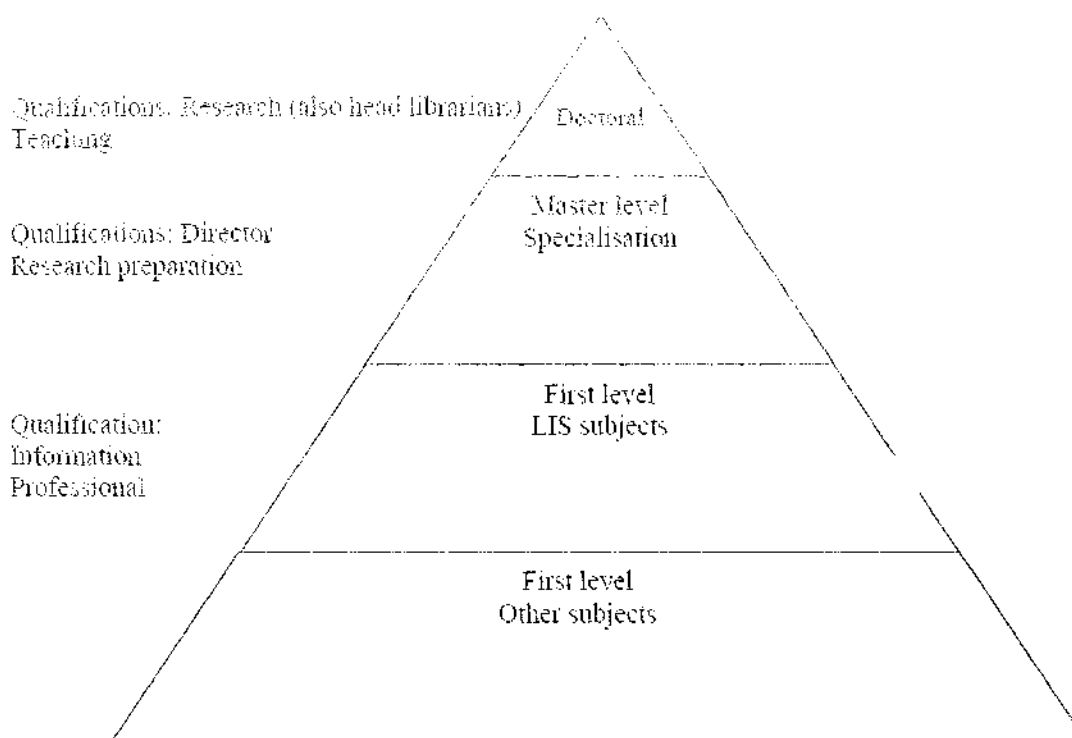 Qualifications: Research (also head librarians)
Teaching
Doctoral
Qualifications: Director
Research preparation
Master level
Specialisation
Qualification:
Information
Professional
First level
LIS subjects
First level
Other subjects